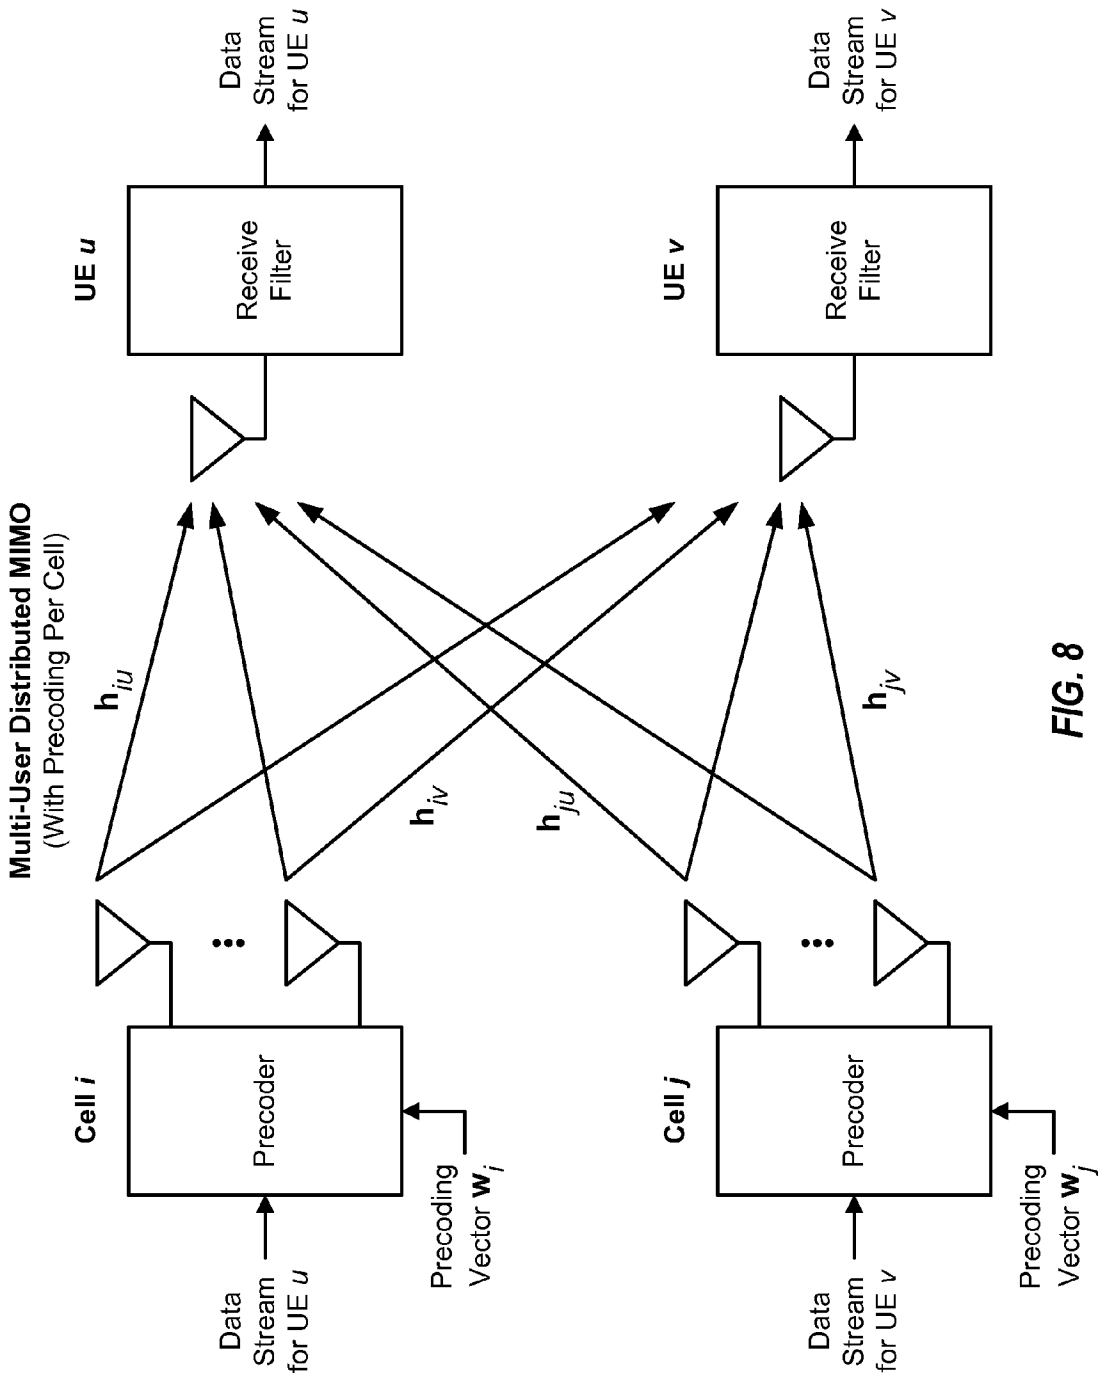 Multi-User Distributed MIMO
(With Precoding Per Cell)
Cell i
Data
Stream
for UE u
Precoder
Precoding
Vector w_i
h_iu
h_iv
UE u
Receive
Filter
Data
Stream
for UE u
Cell j
Data
Stream
for UE v
Precoder
Precoding
Vector w_j
h_ju
h_jv
UE v
Receive
Filter
Data
Stream
for UE v
FIG. 8